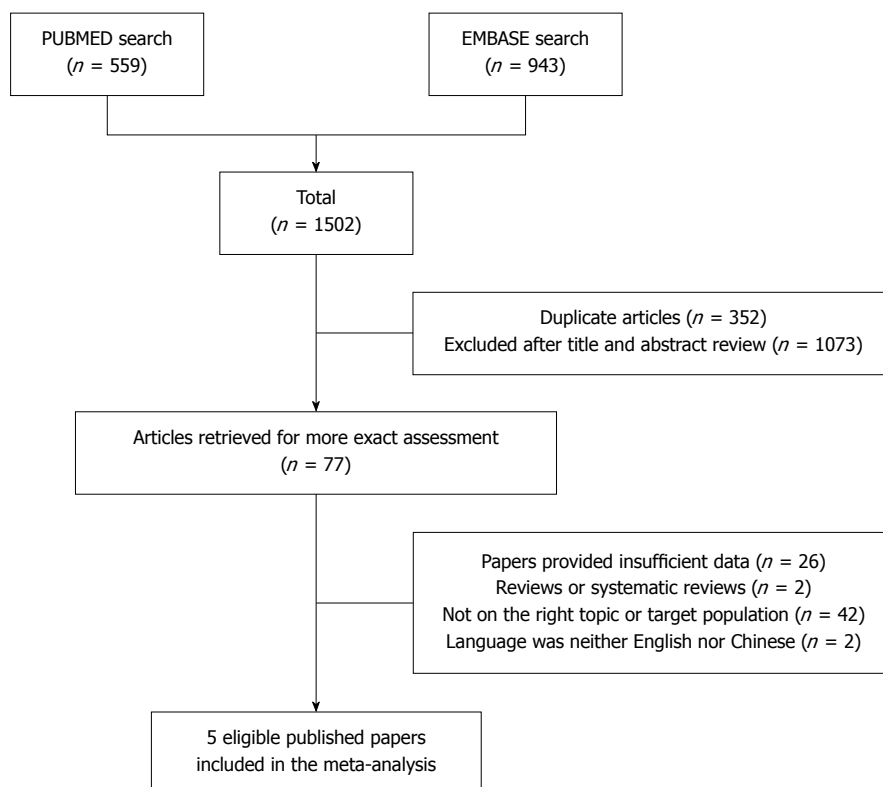 PUBMED search
(n = 559)
EMBASE search
(n = 943)
Total
(n = 1502)
Duplicate articles (n = 352)
Excluded after title and abstract review (n = 1073)
Articles retrieved for more exact assessment
(n = 77)
Papers provided insufficient data (n = 26)
Reviews or systematic reviews (n = 2)
Not on the right topic or target population (n = 42)
Language was neither English nor Chinese (n = 2)
5 eligible published papers
included in the meta-analysis